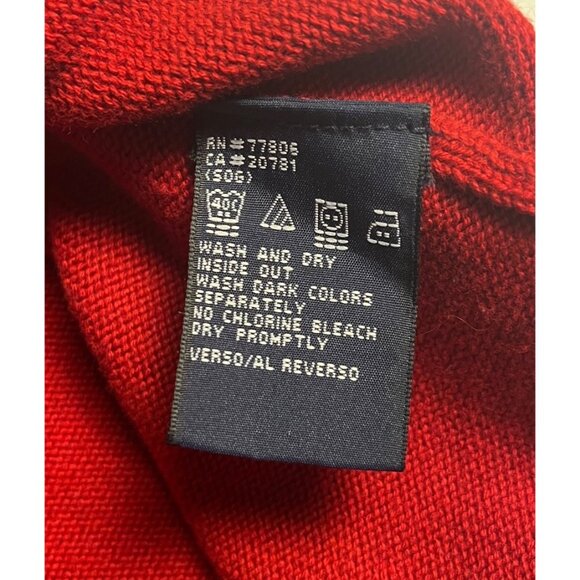 RN#77806
CA#20781
(SOG)
40C
WASH AND DRY
INSIDE OUT
WASH DARK COLORS
SEPARATELY
NO CHLORINE BLEACH
DRY PROMPTLY
VERSO/AL REVERSO